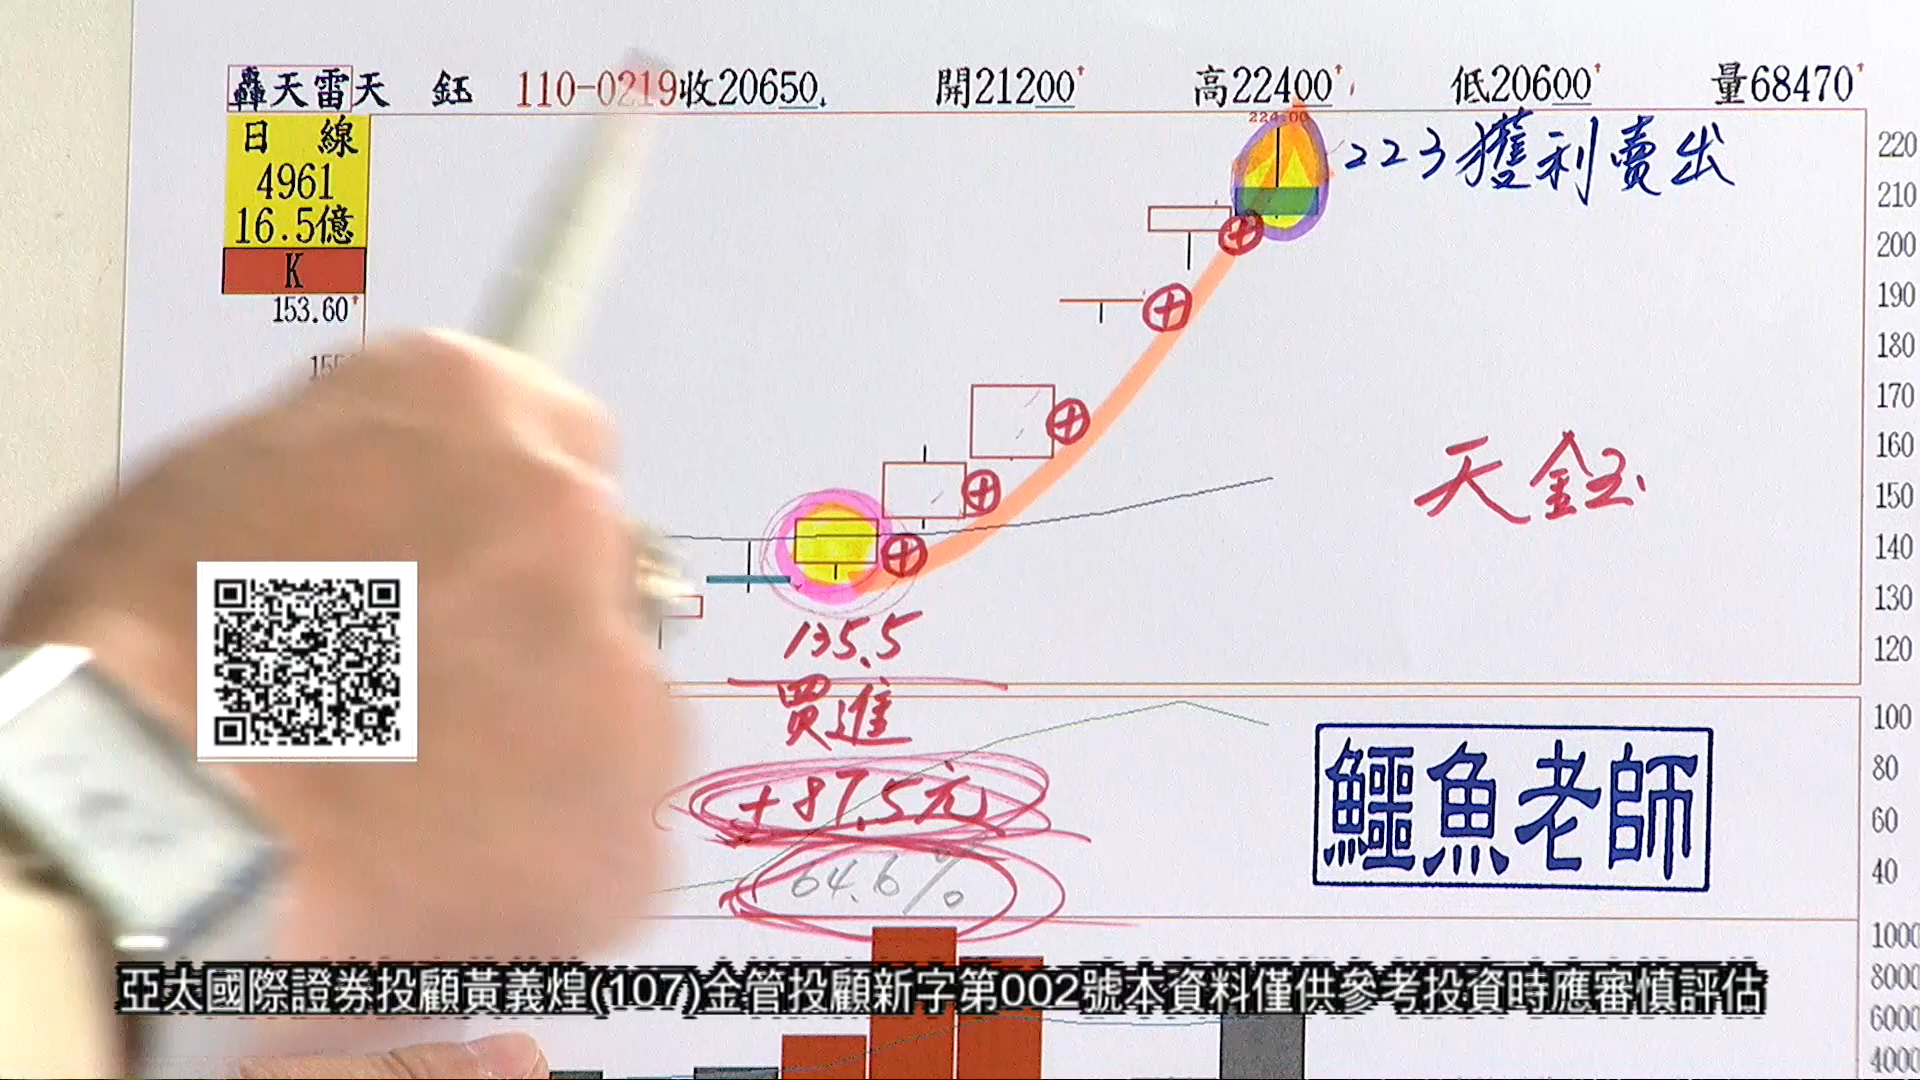 轟天雷天 鈺 110-0219收20650 開21200 高22400 低20600 量68470
日 線
4961
16.5億
K
153.60
224.00
223獲利賣出
220
210
200
190
180
170
160
150
140
130
120
天鈺
135.5
買進
+87.5元
64.6%
鱷魚老師
100
80
60
40
1000
8000
6000
4000
亞太國際證券投顧黃義煌(107)金管投顧新字第002號本資料僅供參考投資時應審慎評估